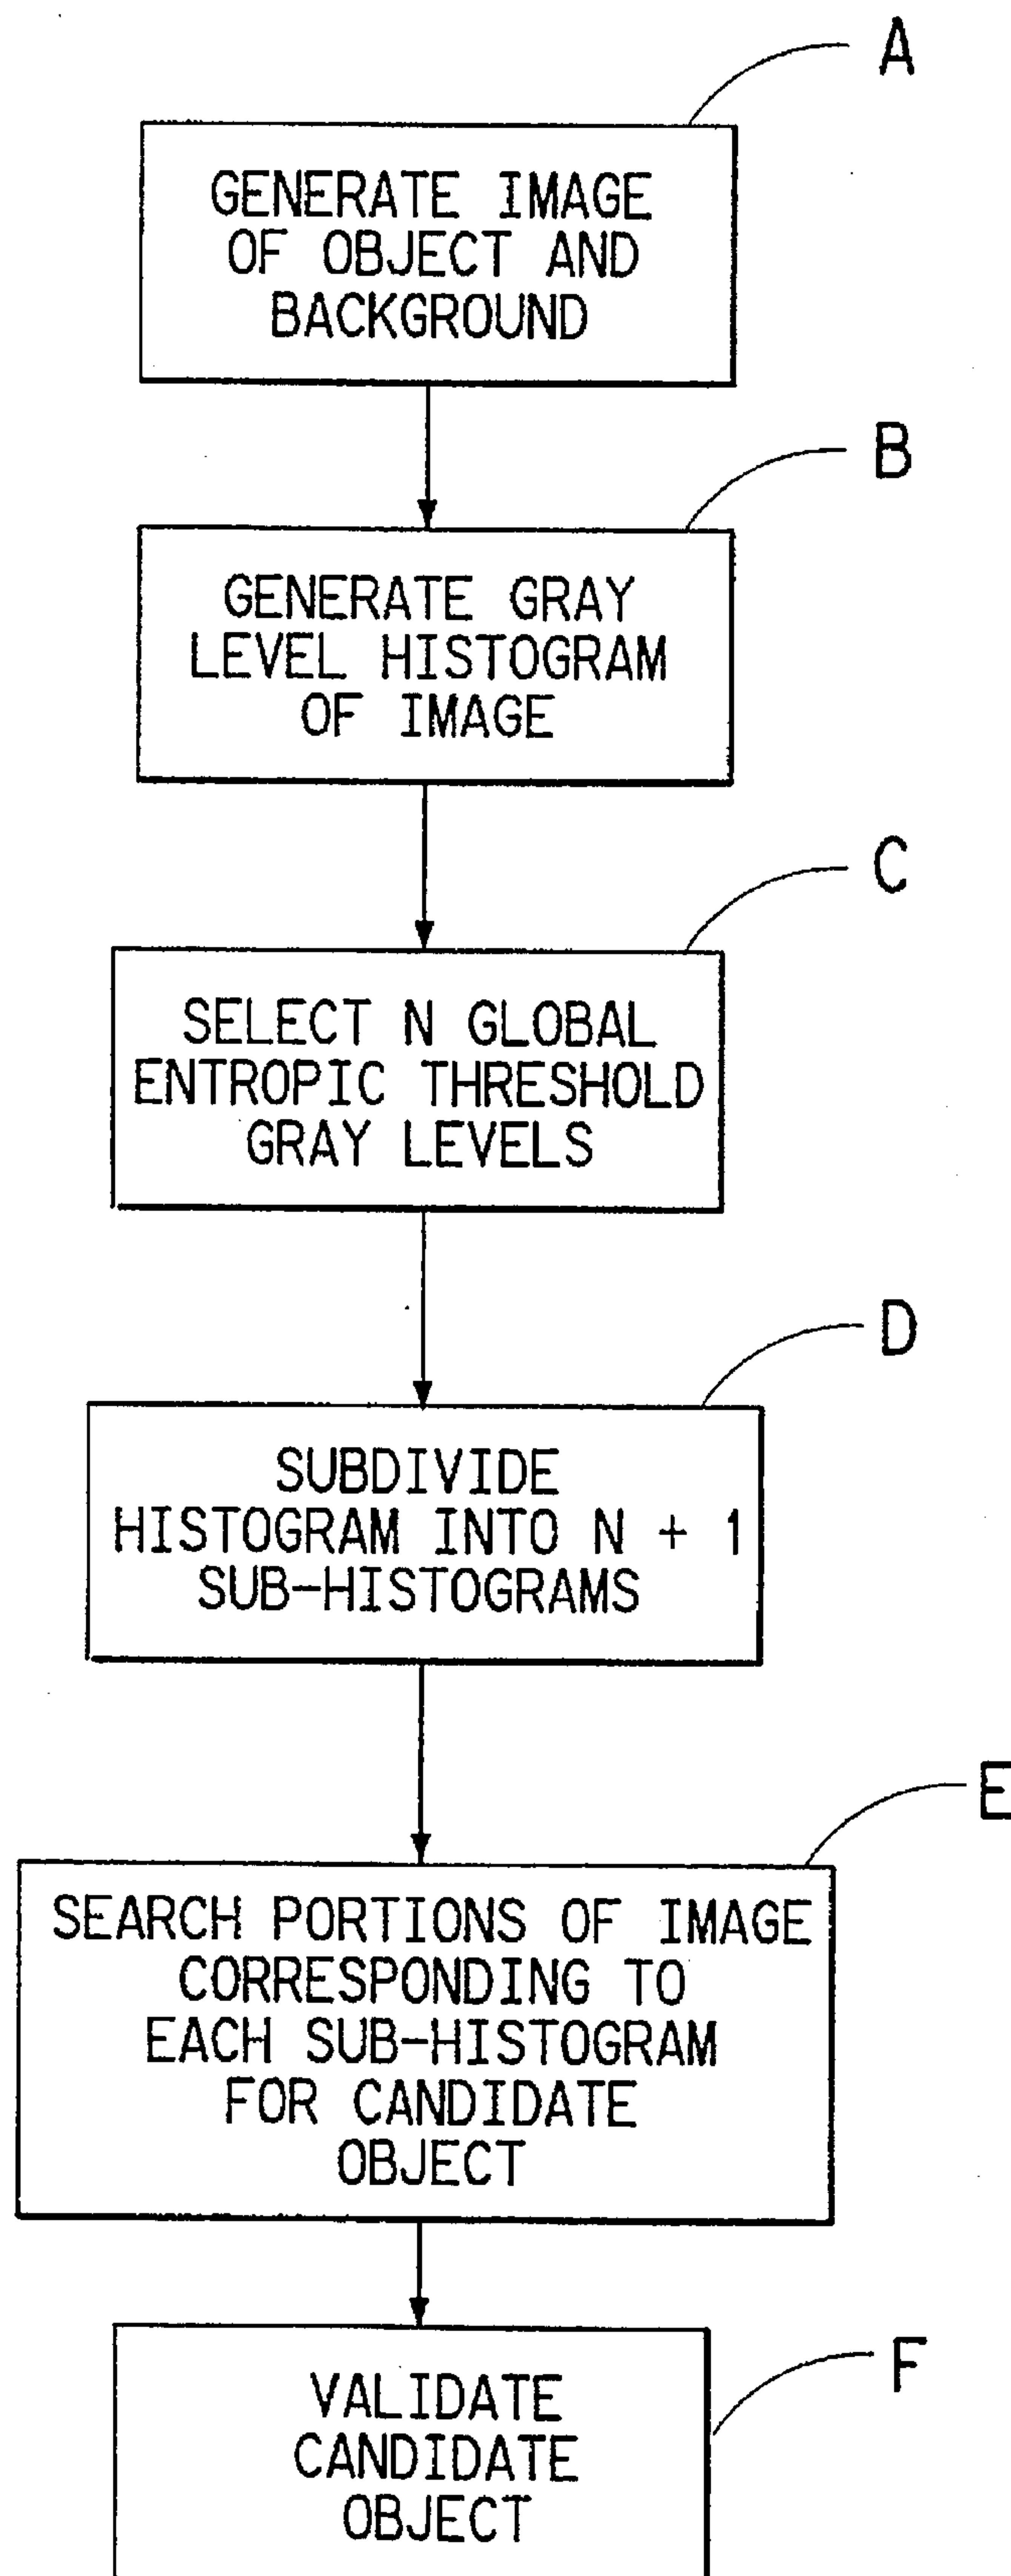 A
GENERATE IMAGE
OF OBJECT AND
BACKGROUND
B
GENERATE GRAY
LEVEL HISTOGRAM
OF IMAGE
C
SELECT N GLOBAL
ENTROPIC THRESHOLD
GRAY LEVELS
D
SUBDIVIDE
HISTOGRAM INTO N + 1
SUB-HISTOGRAMS
E
SEARCH PORTIONS OF IMAGE
CORRESPONDING TO
EACH SUB-HISTOGRAM
FOR CANDIDATE
OBJECT
F
VALIDATE
CANDIDATE
OBJECT